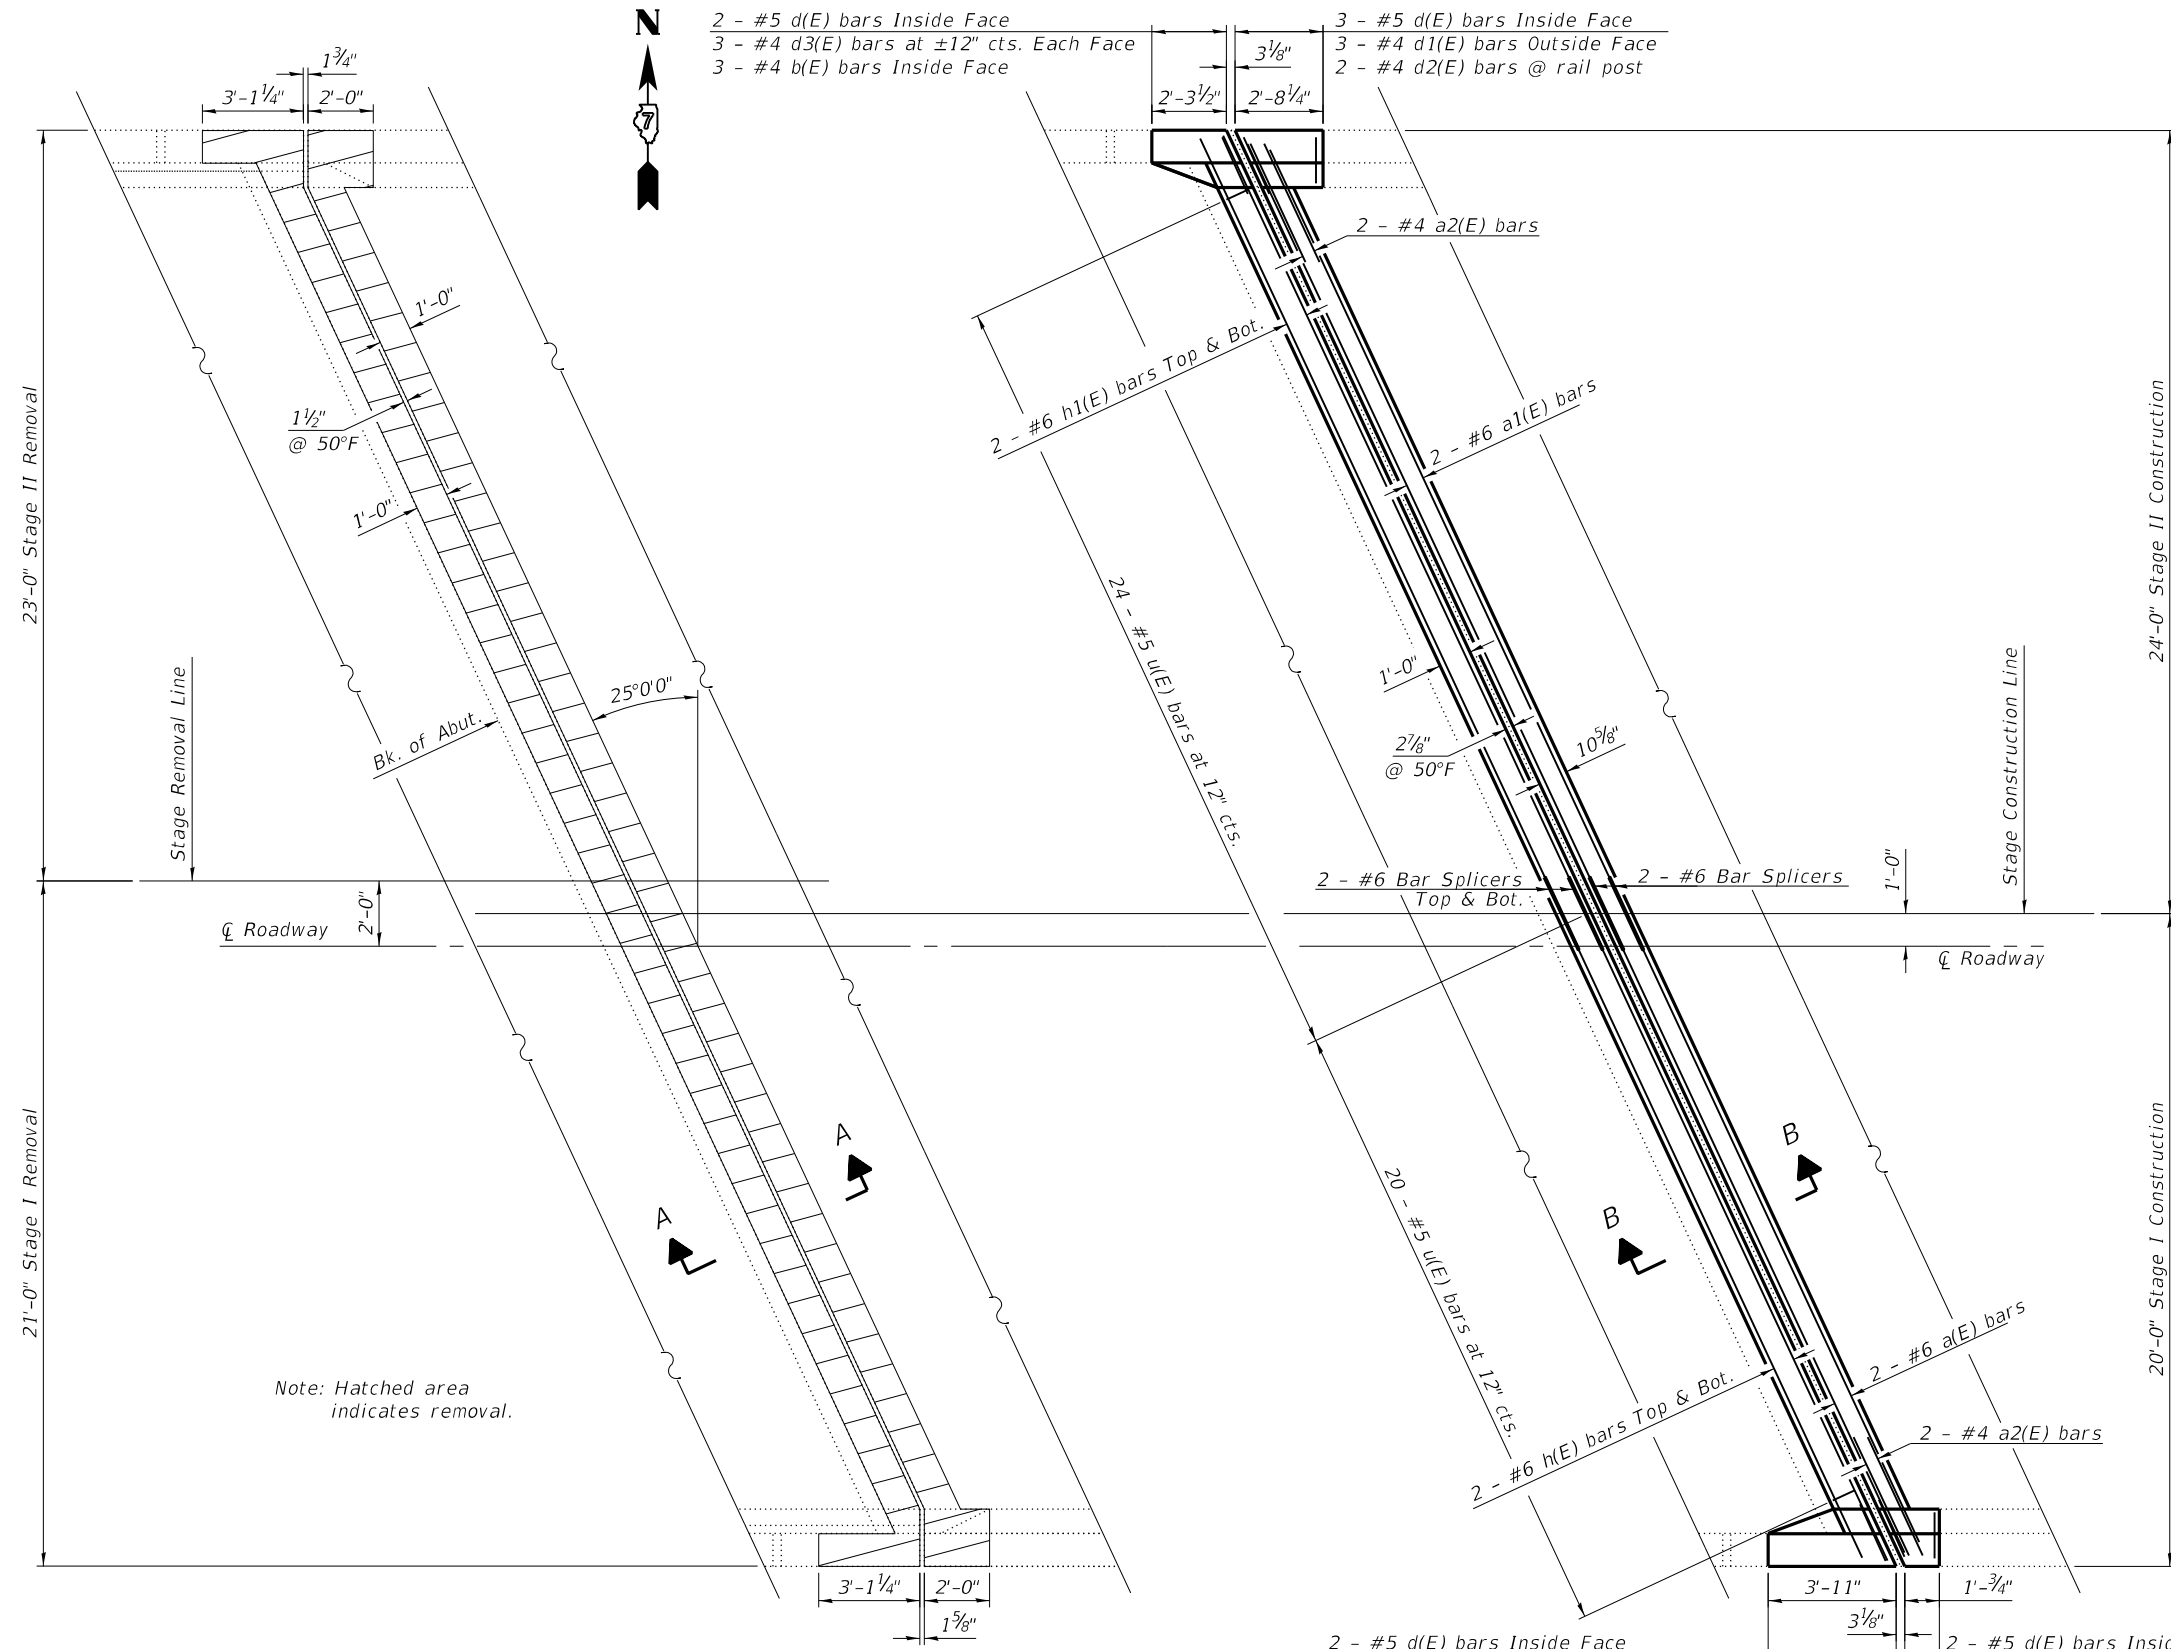 N
7
2 - #5 d(E) bars Inside Face
3 - #4 d3(E) bars at ±12" cts. Each Face
3 - #4 b(E) bars Inside Face
3 - #5 d(E) bars Inside Face
3 - #4 d1(E) bars Outside Face
2 - #4 d2(E) bars @ rail post
1¾"
3'-1¼"
2'-0"
3⅛"
2'-3½"
2'-8¼"
2 - #4 a2(E) bars
1'-0"
2 - #6 h1(E) bars Top & Bot.
2 - #6 a1(E) bars
1½"
@ 50°F
1'-0"
23'-0" Stage II Removal
24'-0" Stage II Construction
24 - #5 u(E) bars at 12" cts.
Stage Removal Line
Bk. of Abut.
25°0'0"
1'-0"
2⅞"
@ 50°F
10⅝"
Stage Construction Line
2 - #6 Bar Splicers
Top & Bot.
2 - #6 Bar Splicers
1'-0"
℄ Roadway
2'-0"
℄ Roadway
A
A
B
B
21'-0" Stage I Removal
20'-0" Stage I Construction
20 - #5 u(E) bars at 12" cts.
Note: Hatched area
indicates removal.
2 - #6 a(E) bars
2 - #6 h(E) bars Top & Bot.
2 - #4 a2(E) bars
3'-1¼"
2'-0"
1⅝"
3'-11"
1'-¾"
3⅛"
2 - #5 d(E) bars Inside Face
2 - #5 d(E) bars Insid